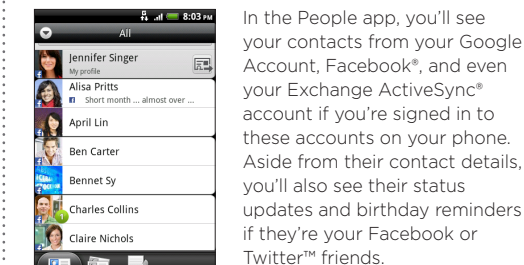 8:03 PM
All
Jennifer Singer
My profile
Alisa Pritts
Short month ... almost over ...
April Lin
Ben Carter
Bennet Sy
Charles Collins
Claire Nichols
In the People app, you’ll see
your contacts from your Google
Account, Facebook®, and even
your Exchange ActiveSync®
account if you’re signed in to
these accounts on your phone.
Aside from their contact details,
you’ll also see their status
updates and birthday reminders
if they’re your Facebook or
Twitter™ friends.